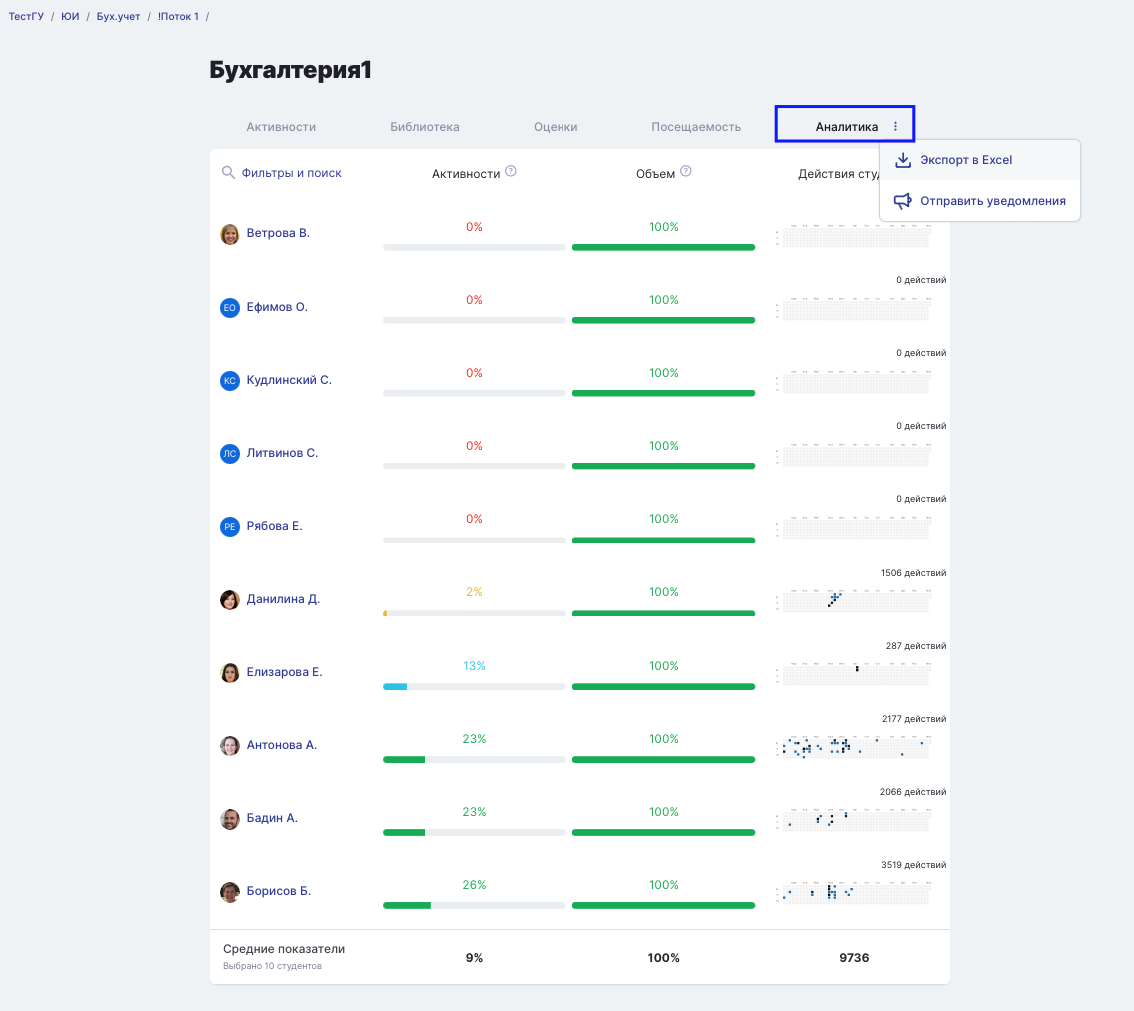 ТестГУ / ЮИ / Бух.учет / !Поток 1 /
Бухгалтерия1
Активности Библиотека Оценки Посещаемость Аналитика
Экспорт в Excel
Отправить уведомления
Фильтры и поиск Активности Объем Действия сту
Ветрова В. 0% 100%
0 действий
ЕО Ефимов О. 0% 100%
0 действий
КС Кудлинский С. 0% 100%
0 действий
ЛС Литвинов С. 0% 100%
0 действий
РЕ Рябова Е. 0% 100%
1506 действий
Данилина Д. 2% 100%
287 действий
Елизарова Е. 13% 100%
2177 действий
Антонова А. 23% 100%
2066 действий
Бадин А. 23% 100%
3519 действий
Борисов Б. 26% 100%
Средние показатели 9% 100% 9736
Выбрано 10 студентов